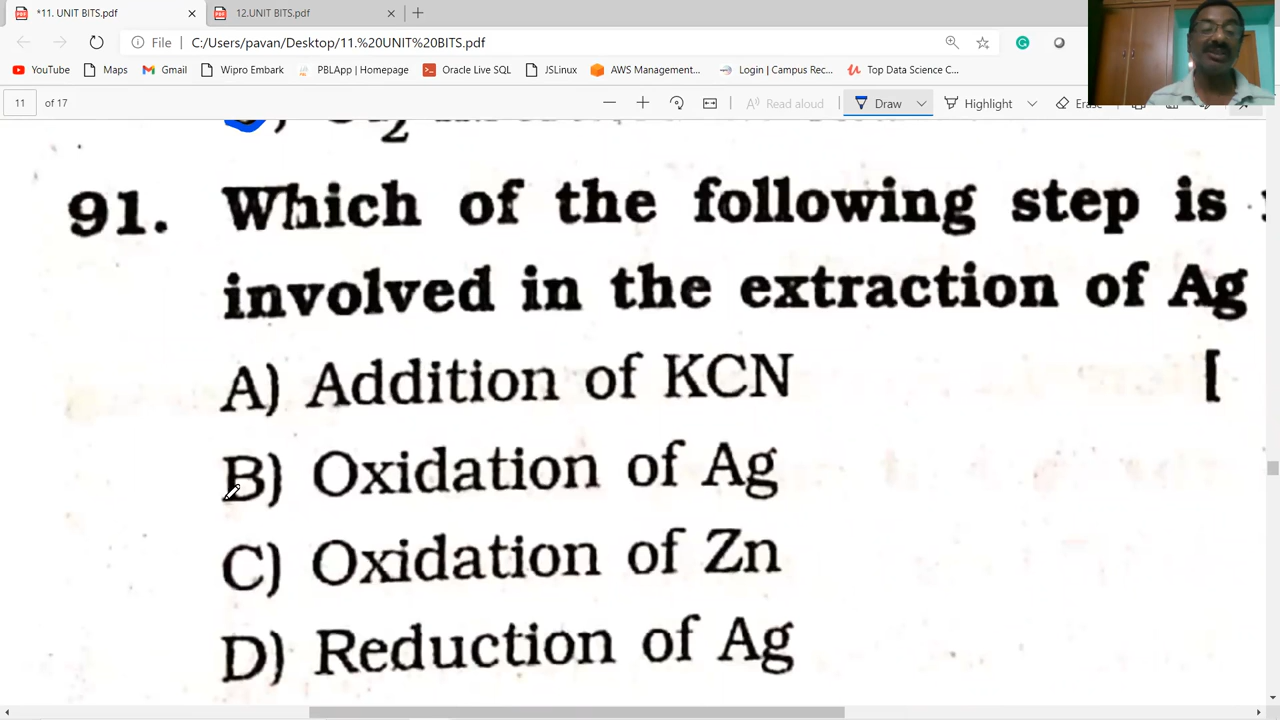 *11. UNIT BITS.pdf
12.UNIT BITS.pdf
File C:/Users/pavan/Desktop/11.%20UNIT%20BITS.pdf
YouTube Maps Gmail Wipro Embark PBLApp | Homepage Oracle Live SQL JSLinux AWS Management... Login | Campus Rec... Top Data Science C...
11 of 17 Read aloud Draw Highlight
91. Which of the following step is
involved in the extraction of Ag
A) Addition of KCN [
B) Oxidation of Ag
C) Oxidation of Zn
D) Reduction of Ag